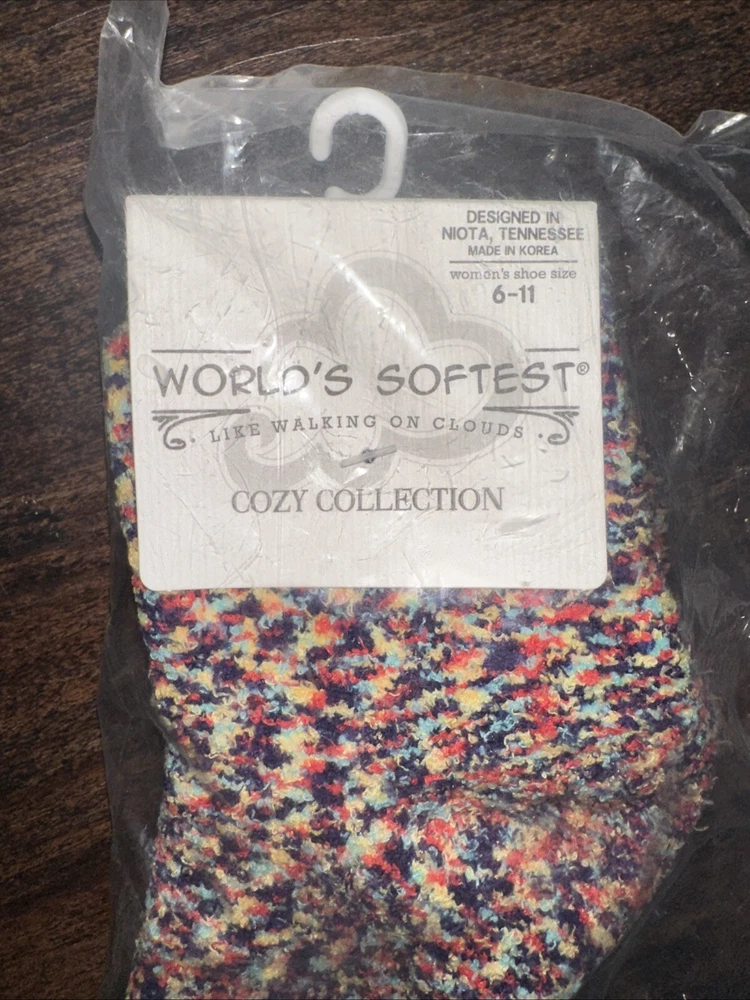 DESIGNED IN
NIOTA, TENNESSEE
MADE IN KOREA
women's shoe size
6-11
WORLD'S SOFTEST®
· LIKE WALKING ON CLOUDS ·
COZY COLLECTION